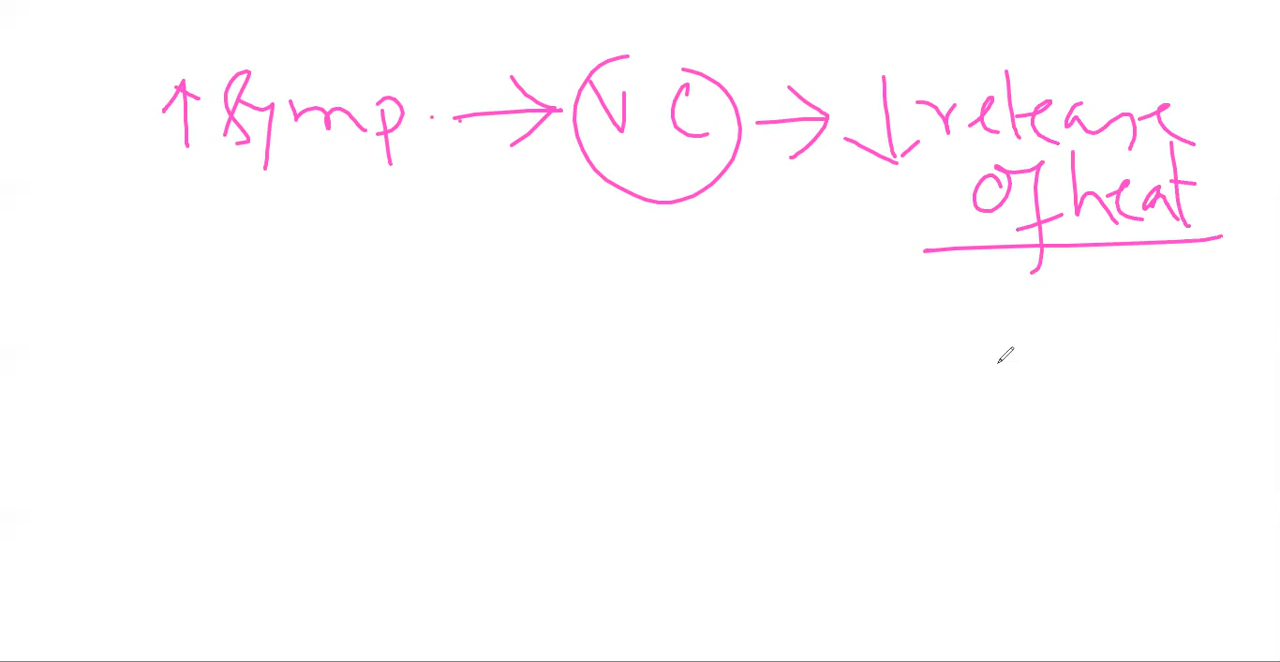 ↑ Symp. → VC → ↓ release
of heat